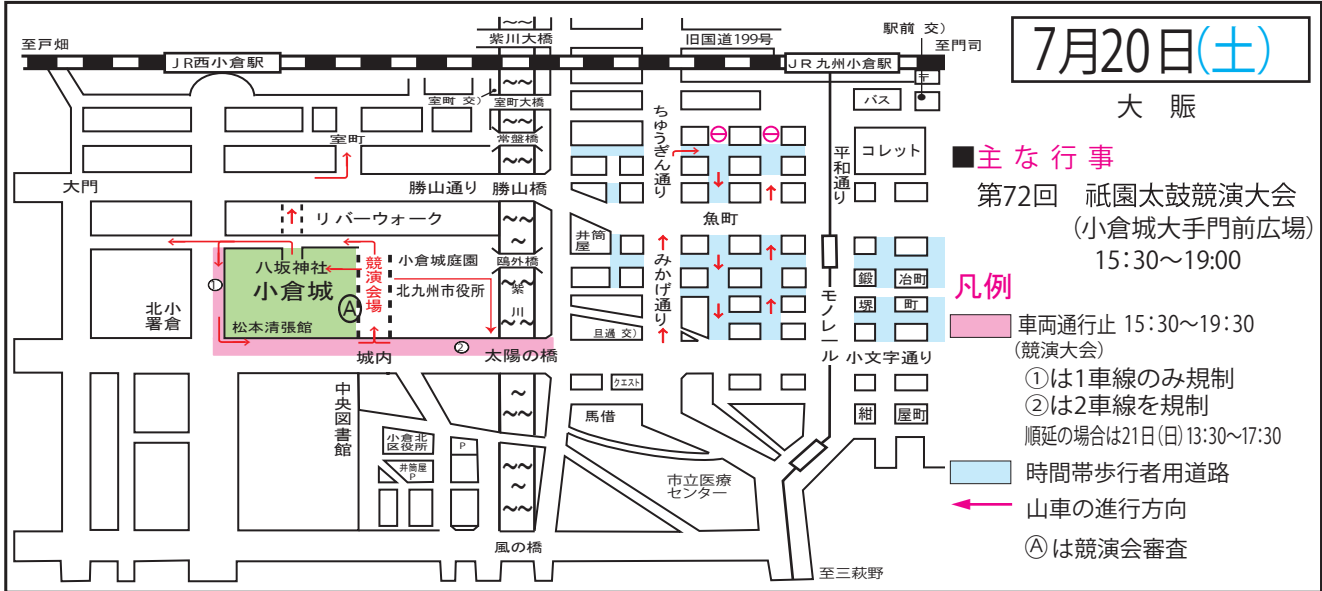 紫川大橋
旧国道199号
駅前 交)
至戸畑
至門司
JR西小倉駅
JR九州小倉駅
〒
室町 交)
室町大橋
バス
室町
常盤橋
ちゅうぎん通り
平和通り
コレット
大門
勝山通り
勝山橋
リバーウォーク
井筒屋
魚町
八坂神社
小倉城
競演会場
小倉城庭園
鴎外橋
北九州市役所
紫川
みかげ通り
モノレール
鍛
冶町
堺
町
①
小倉北署
Ⓐ
松本清張館
城内
②
太陽の橋
旦過 交)
小文字通り
中央図書館
クエスト
馬借
紺
屋町
小倉北区役所
P
井筒屋
P
市立医療
センター
風の橋
至三萩野
7月20日(土)
大 賑
■主な行事
第72回 祇園太鼓競演大会
(小倉城大手門前広場)
15:30～19:00
凡例
車両通行止 15:30～19:30
(競演大会)
①は1車線のみ規制
②は2車線を規制
順延の場合は21日(日)13:30～17:30
時間帯歩行者用道路
山車の進行方向
Ⓐは競演会審査